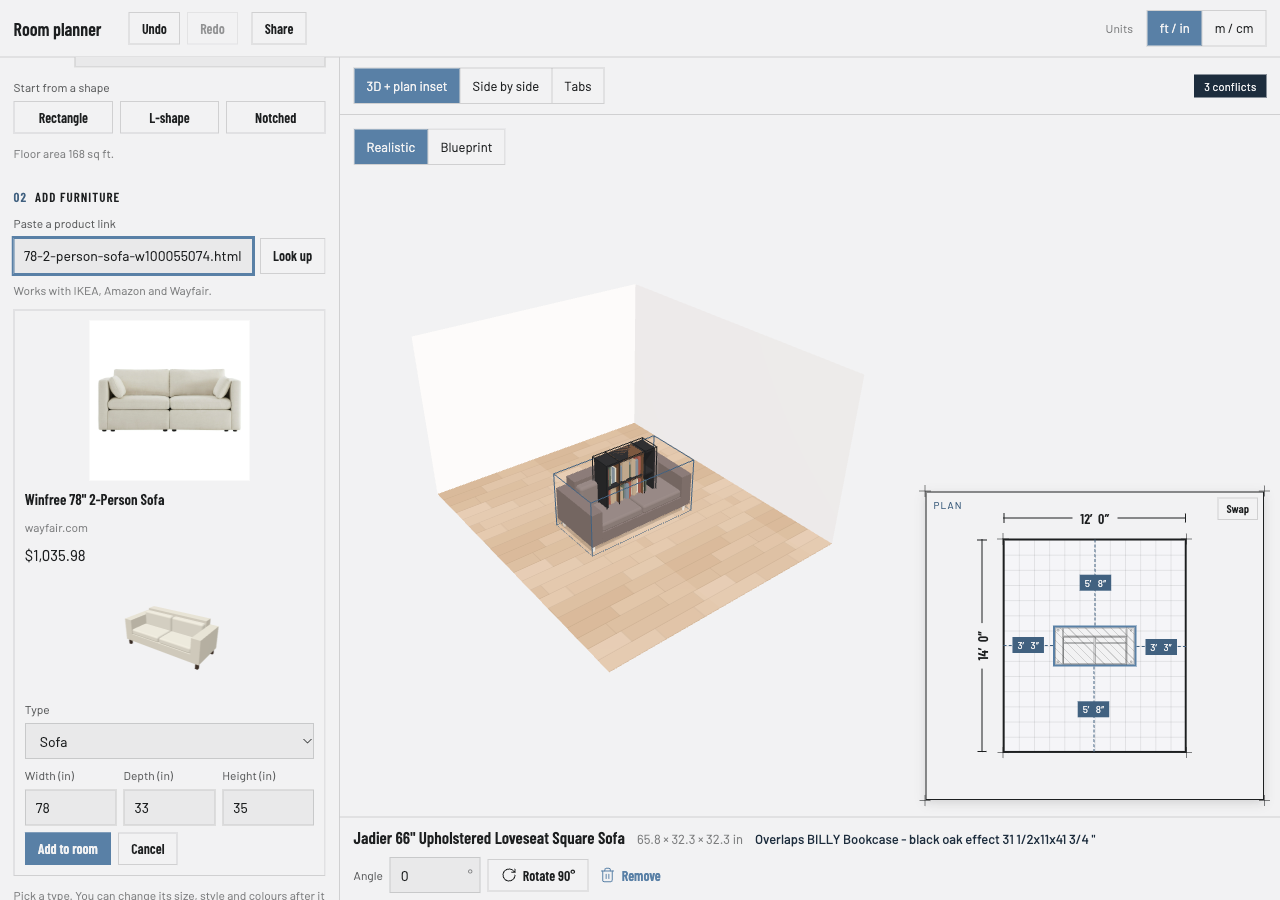 Room planner
Undo
Redo
Share
Units
ft / in
m / cm
Start from a shape
Rectangle
L-shape
Notched
Floor area 168 sq ft.
02 ADD FURNITURE
Paste a product link
78-2-person-sofa-w100055074.html
Look up
Works with IKEA, Amazon and Wayfair.
Winfree 78" 2-Person Sofa
wayfair.com
$1,035.98
Type
Sofa
Width (in)
Depth (in)
Height (in)
78
33
35
Add to room
Cancel
Pick a type. You can change its size, style and colours after it
3D + plan inset
Side by side
Tabs
3 conflicts
Realistic
Blueprint
PLAN
Swap
12' 0"
14' 0"
5' 8"
3' 3"
3' 3"
5' 8"
Jadier 66" Upholstered Loveseat Square Sofa
65.8 × 32.3 × 32.3 in
Overlaps BILLY Bookcase - black oak effect 31 1/2x11x41 3/4 "
Angle
0
°
Rotate 90°
Remove